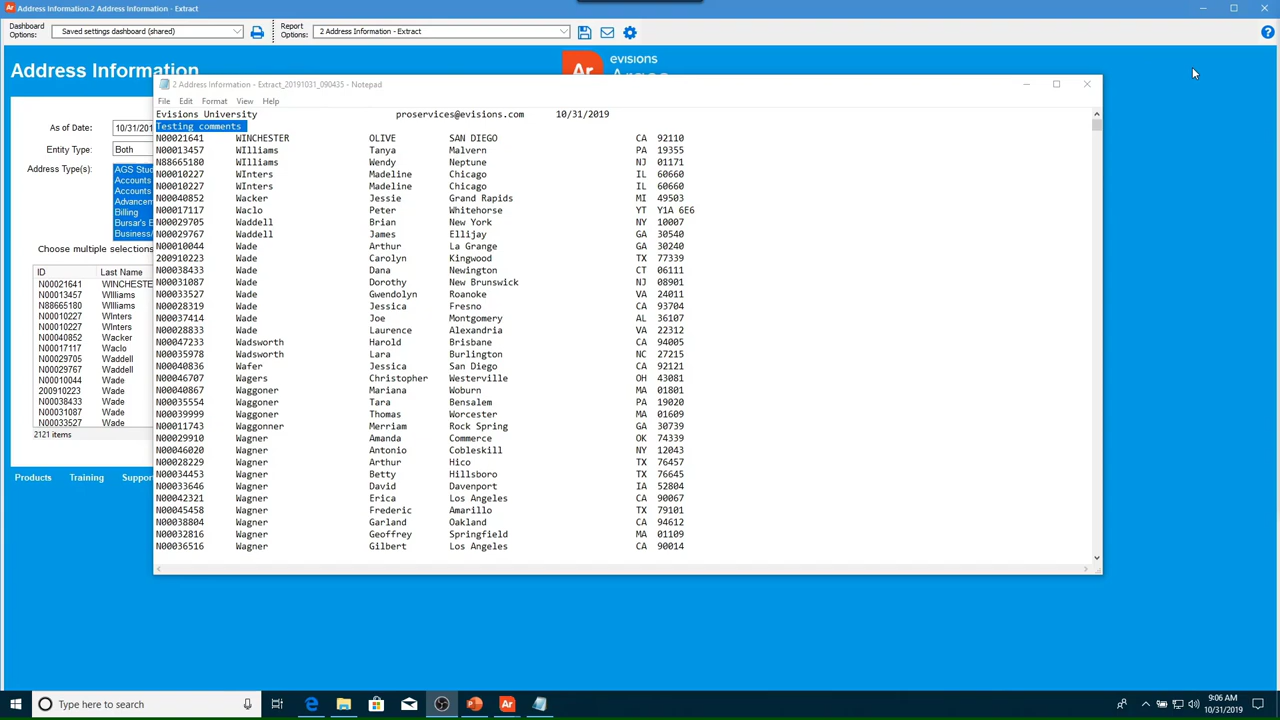 Address Information.2 Address Information - Extract
Dashboard Options: Saved settings dashboard (shared) Report Options: 2 Address Information - Extract
evisions
Ar
Address Information
2 Address Information - Extract_20191031_090435 - Notepad
File Edit Format View Help
Evisions University proservices@evisions.com 10/31/2019
Testing comments
N00021641 WINCHESTER OLIVE SAN DIEGO CA 92110
N00013457 WIlliams Tanya Malvern PA 19355
N88665180 WIlliams Wendy Neptune NJ 01171
N00010227 WInters Madeline Chicago IL 60660
N00010227 WInters Madeline Chicago IL 60660
N00040852 Wacker Jessie Grand Rapids MI 49503
N00017117 Waclo Peter Whitehorse YT Y1A 6E6
N00029705 Waddell Brian New York NY 10007
N00029767 Waddell James Ellijay GA 30540
N00010044 Wade Arthur La Grange GA 30240
200910223 Wade Carolyn Kingwood TX 77339
N00038433 Wade Dana Newington CT 06111
N00031087 Wade Dorothy New Brunswick NJ 08901
N00033527 Wade Gwendolyn Roanoke VA 24011
N00028319 Wade Jessica Fresno CA 93704
N00037414 Wade Joe Montgomery AL 36107
N00028833 Wade Laurence Alexandria VA 22312
N00047233 Wadsworth Harold Brisbane CA 94005
N00035978 Wadsworth Lara Burlington NC 27215
N00040836 Wafer Jessica San Diego CA 92121
N00046707 Wagers Christopher Westerville OH 43081
N00040867 Waggoner Mariana Woburn MA 01801
N00035554 Waggoner Tara Bensalem PA 19020
N00039999 Waggoner Thomas Worcester MA 01609
N00011743 Waggonner Merriam Rock Spring GA 30739
N00029910 Wagner Amanda Commerce OK 74339
N00046020 Wagner Antonio Cobleskill NY 12043
N00028229 Wagner Arthur Hico TX 76457
N00034453 Wagner Betty Hillsboro TX 76645
N00033646 Wagner David Davenport IA 52804
N00042321 Wagner Erica Los Angeles CA 90067
N00045458 Wagner Frederic Amarillo TX 79101
N00038804 Wagner Garland Oakland CA 94612
N00032816 Wagner Geoffrey Springfield MA 01109
N00036516 Wagner Gilbert Los Angeles CA 90014
As of Date: 10/31/201
Entity Type: Both
Address Type(s): AGS Stud
Accounts
Accounts
Advancem
Billing
Bursar's
Business/
Choose multiple selections
ID Last Name
N00021641 WINCHESTE
N00013457 WIlliams
N88665180 WIlliams
N00010227 WInters
N00010227 WInters
N00040852 Wacker
N00017117 Waclo
N00029705 Waddell
N00029767 Waddell
N00010044 Wade
200910223 Wade
N00038433 Wade
N00031087 Wade
N00033527 Wade
2121 items
Products Training Suppor
Type here to search
9:06 AM
10/31/2019